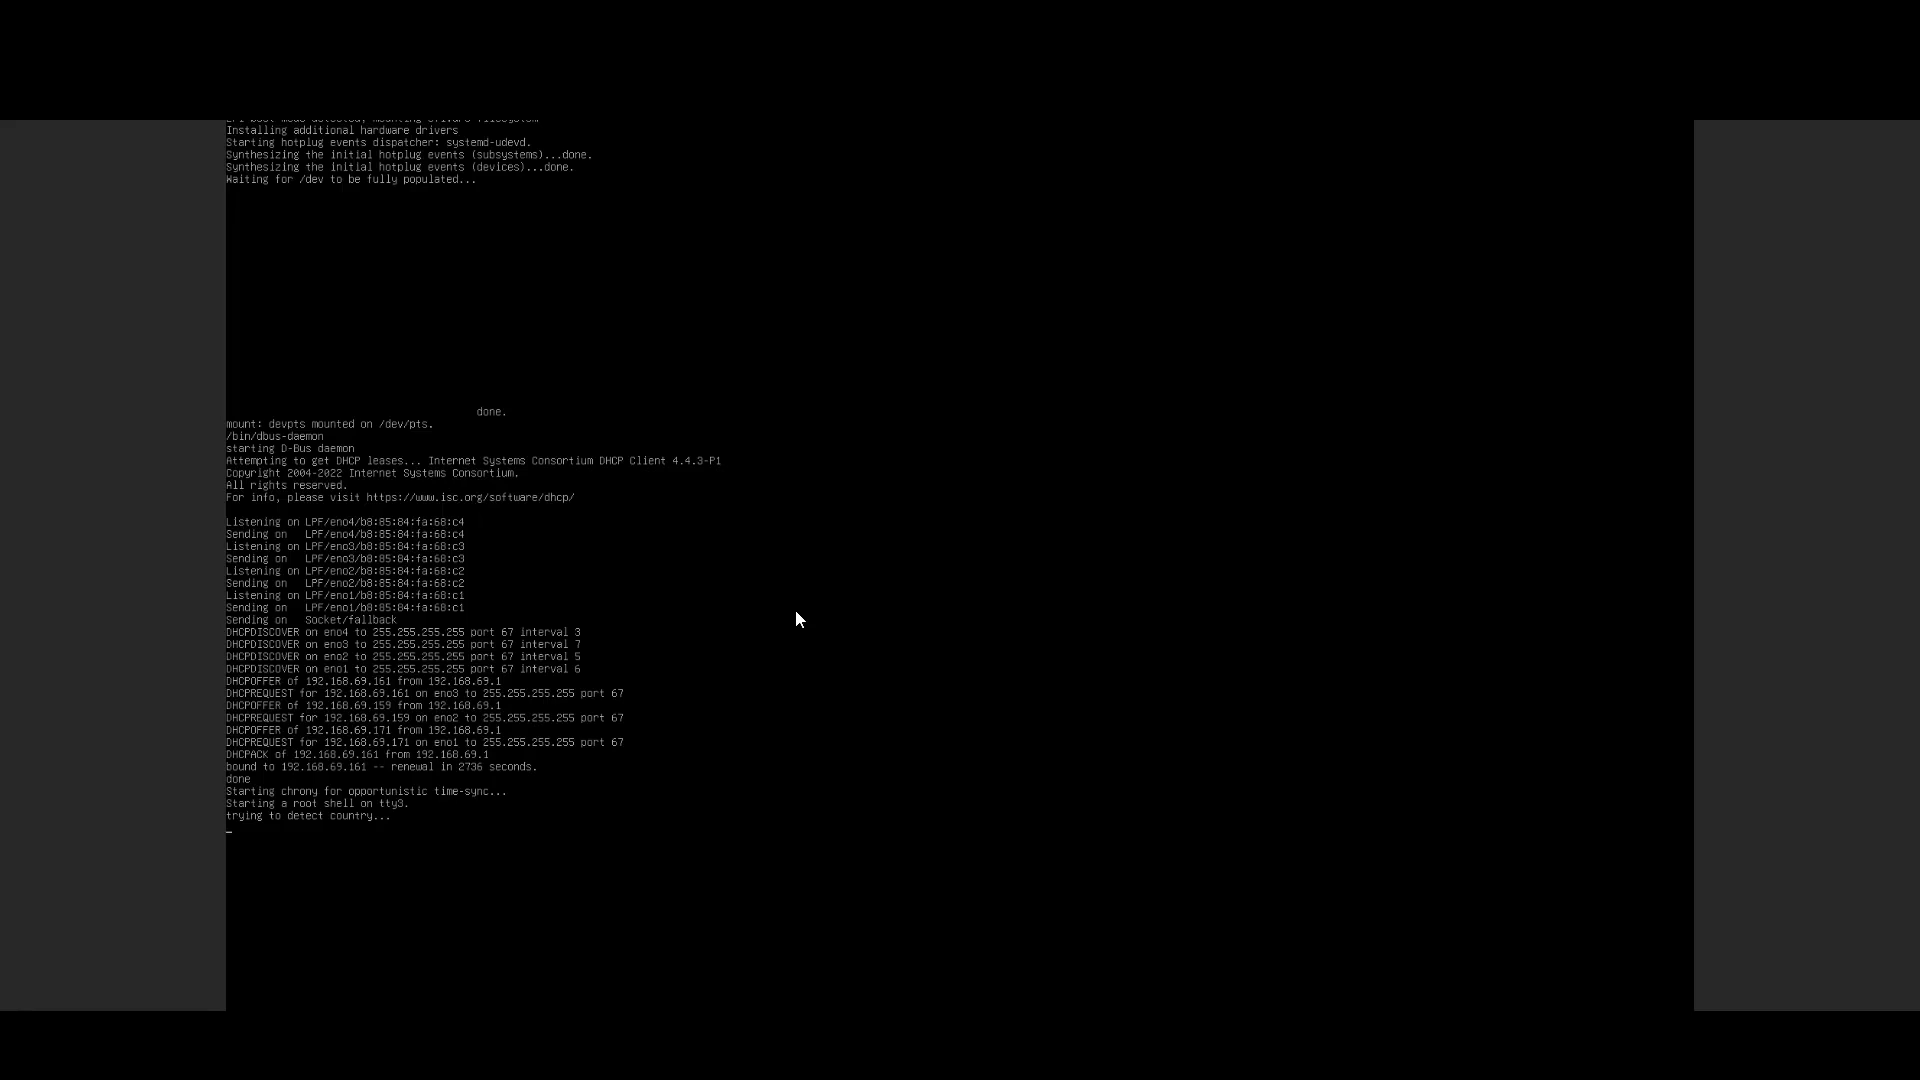 Installing additional hardware drivers
Starting hotplug events dispatcher: systemd-udevd.
Synthesizing the initial hotplug events (subsystems)...done.
Synthesizing the initial hotplug events (devices)...done.
Waiting for /dev to be fully populated...
done.
mount: devpts mounted on /dev/pts.
/bin/dbus-daemon
starting D-Bus daemon
Attempting to get DHCP leases... Internet Systems Consortium DHCP Client 4.4.3-P1
Copyright 2004-2022 Internet Systems Consortium.
All rights reserved.
For info, please visit https://www.isc.org/software/dhcp/
Listening on LPF/eno4/b8:85:84:fa:68:c4
Sending on   LPF/eno4/b8:85:84:fa:68:c4
Listening on LPF/eno3/b8:85:84:fa:68:c3
Sending on   LPF/eno3/b8:85:84:fa:68:c3
Listening on LPF/eno2/b8:85:84:fa:68:c2
Sending on   LPF/eno2/b8:85:84:fa:68:c2
Listening on LPF/eno1/b8:85:84:fa:68:c1
Sending on   LPF/eno1/b8:85:84:fa:68:c1
Sending on   Socket/fallback
DHCPDISCOVER on eno4 to 255.255.255.255 port 67 interval 3
DHCPDISCOVER on eno3 to 255.255.255.255 port 67 interval 7
DHCPDISCOVER on eno2 to 255.255.255.255 port 67 interval 5
DHCPDISCOVER on eno1 to 255.255.255.255 port 67 interval 6
DHCPOFFER of 192.168.69.161 from 192.168.69.1
DHCPREQUEST for 192.168.69.161 on eno3 to 255.255.255.255 port 67
DHCPOFFER of 192.168.69.159 from 192.168.69.1
DHCPREQUEST for 192.168.69.159 on eno2 to 255.255.255.255 port 67
DHCPOFFER of 192.168.69.171 from 192.168.69.1
DHCPREQUEST for 192.168.69.171 on eno1 to 255.255.255.255 port 67
DHCPACK of 192.168.69.161 from 192.168.69.1
bound to 192.168.69.161 -- renewal in 2736 seconds.
done
Starting chrony for opportunistic time-sync...
Starting a root shell on tty3.
trying to detect country...